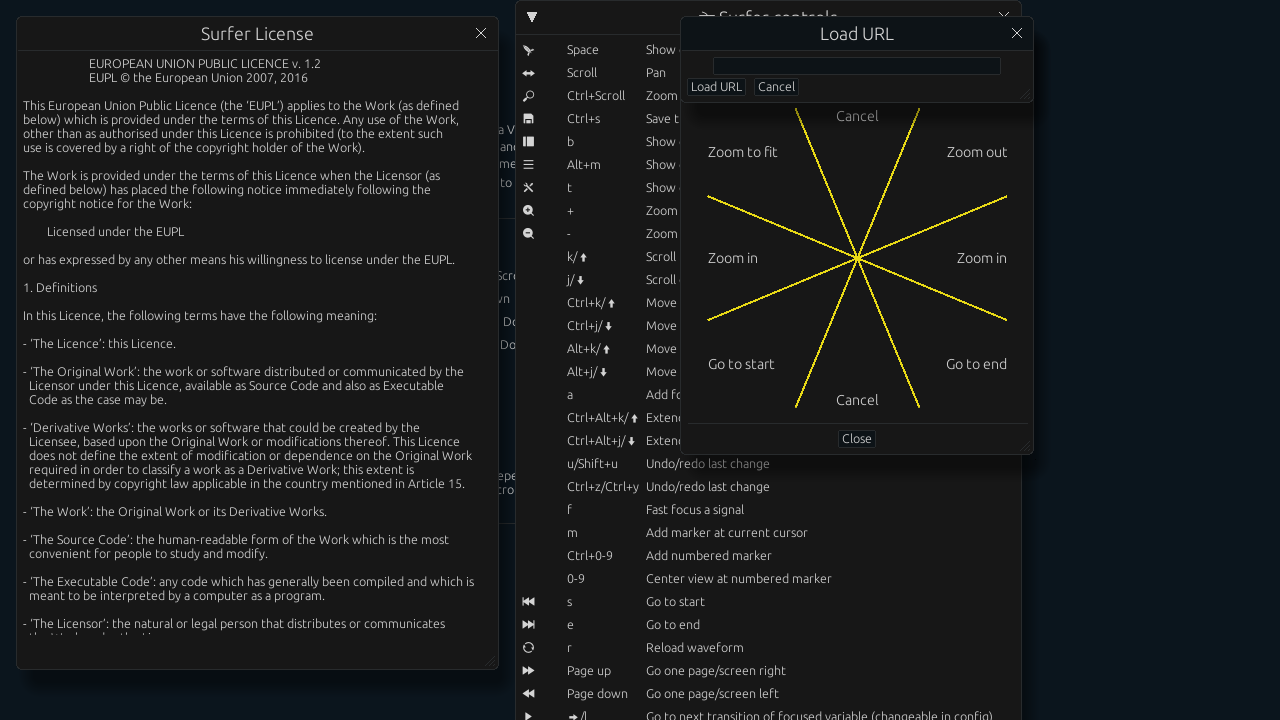 Surfer License
EUROPEAN UNION PUBLIC LICENCE v. 1.2
EUPL © the European Union 2007, 2016
This European Union Public Licence (the ‘EUPL’) applies to the Work (as defined
below) which is provided under the terms of this Licence. Any use of the Work,
other than as authorised under this Licence is prohibited (to the extent such
use is covered by a right of the copyright holder of the Work).
The Work is provided under the terms of this Licence when the Licensor (as
defined below) has placed the following notice immediately following the
copyright notice for the Work:
Licensed under the EUPL
or has expressed by any other means his willingness to license under the EUPL.
1. Definitions
In this Licence, the following terms have the following meaning:
- ‘The Licence’: this Licence.
- ‘The Original Work’: the work or software distributed or communicated by the
Licensor under this Licence, available as Source Code and also as Executable
Code as the case may be.
- ‘Derivative Works’: the works or software that could be created by the
Licensee, based upon the Original Work or modifications thereof. This Licence
does not define the extent of modification or dependence on the Original Work
required in order to classify a work as a Derivative Work; this extent is
determined by copyright law applicable in the country mentioned in Article 15.
- ‘The Work’: the Original Work or its Derivative Works.
- ‘The Source Code’: the human-readable form of the Work which is the most
convenient for people to study and modify.
- ‘The Executable Code’: any code which has generally been compiled and which is
meant to be interpreted by a computer as a program.
- ‘The Licensor’: the natural or legal person that distributes or communicates
Surfer controls
Space Show
Scroll Pan
Ctrl+Scroll Zoom
Ctrl+s Save
b Show
Alt+m Show
t Show
+ Zoom
- Zoom
k/⬆ Scroll
j/⬇ Scroll
Ctrl+k/⬆ Move
Ctrl+j/⬇ Move
Alt+k/⬆ Move
Alt+j/⬇ Move
a Add
Ctrl+Alt+k/⬆
Ctrl+Alt+j/⬇
u/Shift+u Undo/redo last change
Ctrl+z/Ctrl+y Undo/redo last change
f Fast focus a signal
m Add marker at current cursor
Ctrl+0-9 Add numbered marker
0-9 Center view at numbered marker
s Go to start
e Go to end
r Reload waveform
Page up Go one page/screen right
Page down Go one page/screen left
➡/l Go to next transition of focused variable (changeable in config)
Load URL
Load URL Cancel
Cancel
Zoom to fit Zoom out
Zoom in Zoom in
Go to start Go to end
Cancel
Close